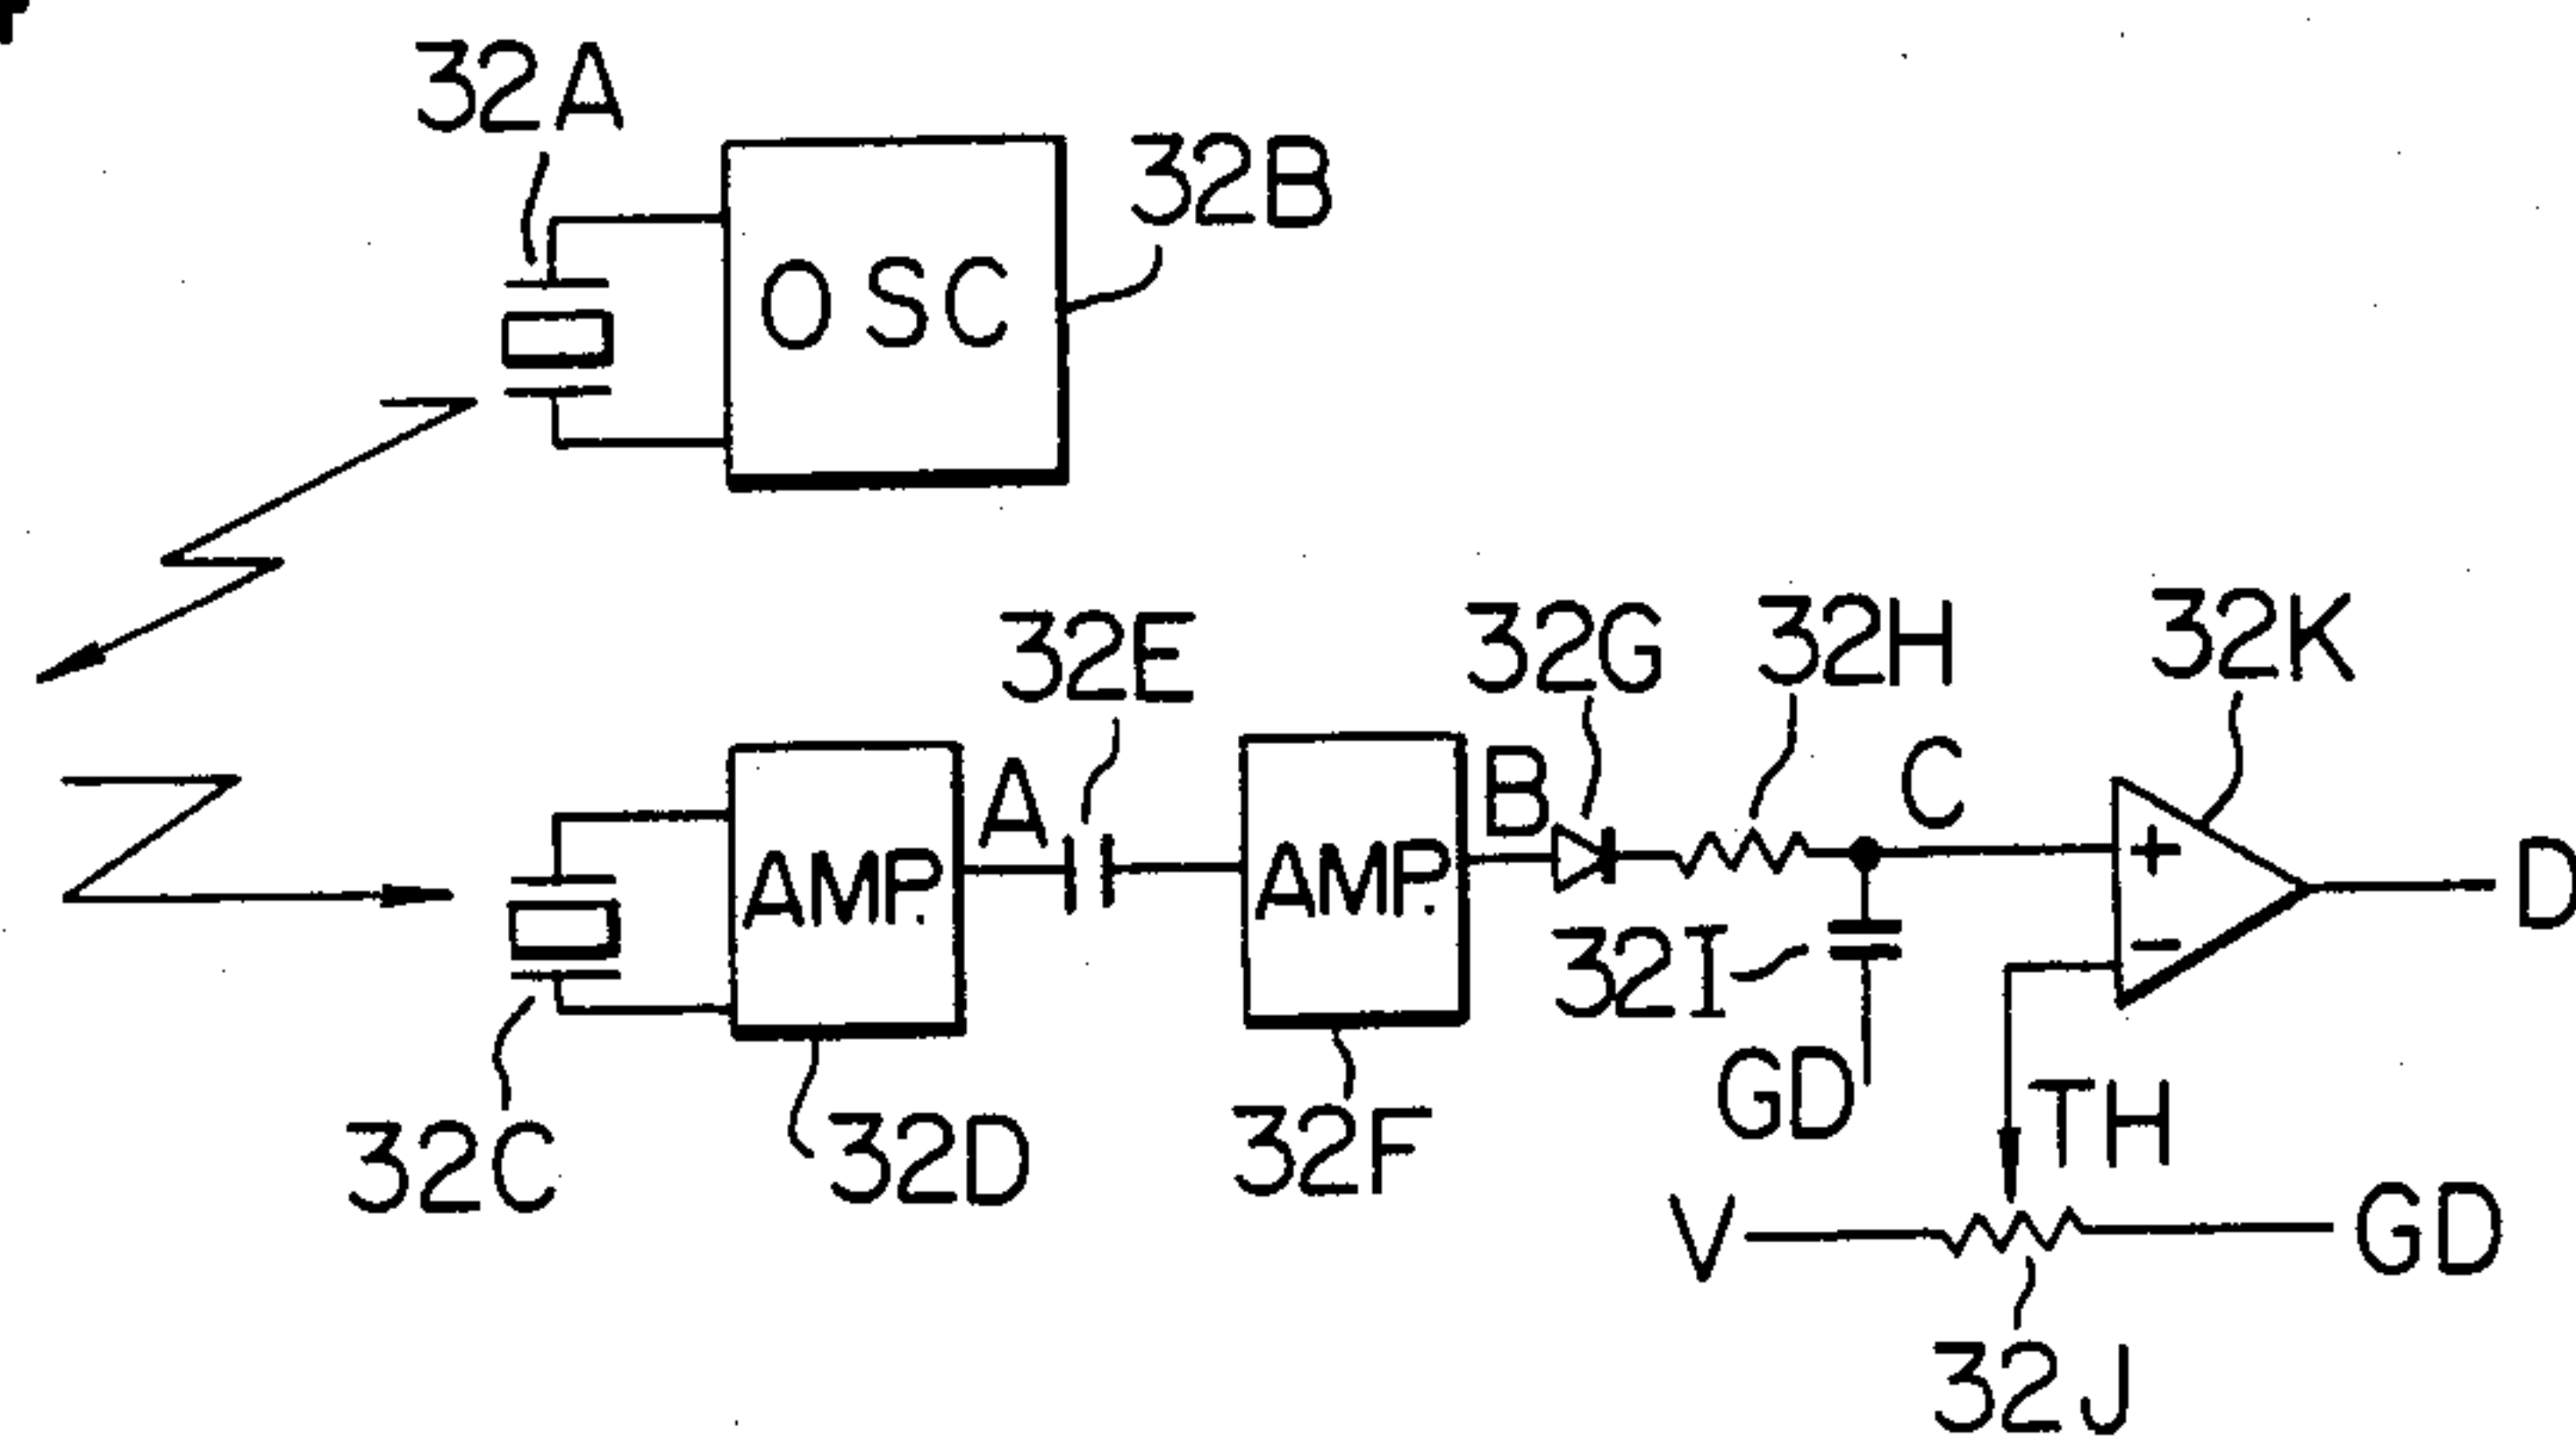 32A
32B
OSC
32E
32G
32H
32K
A
B
C
AMP.
AMP.
+
-
D
32I
GD
32C
32D
32F
TH
V
GD
32J